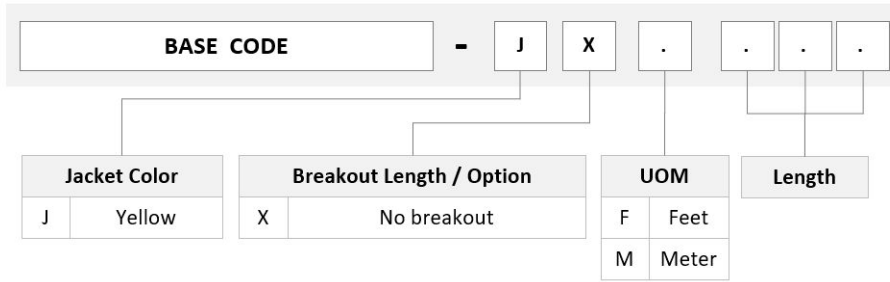 BASE CODE - J X . . . .
Jacket Color
J Yellow
Breakout Length / Option
X No breakout
UOM
F Feet
M Meter
Length